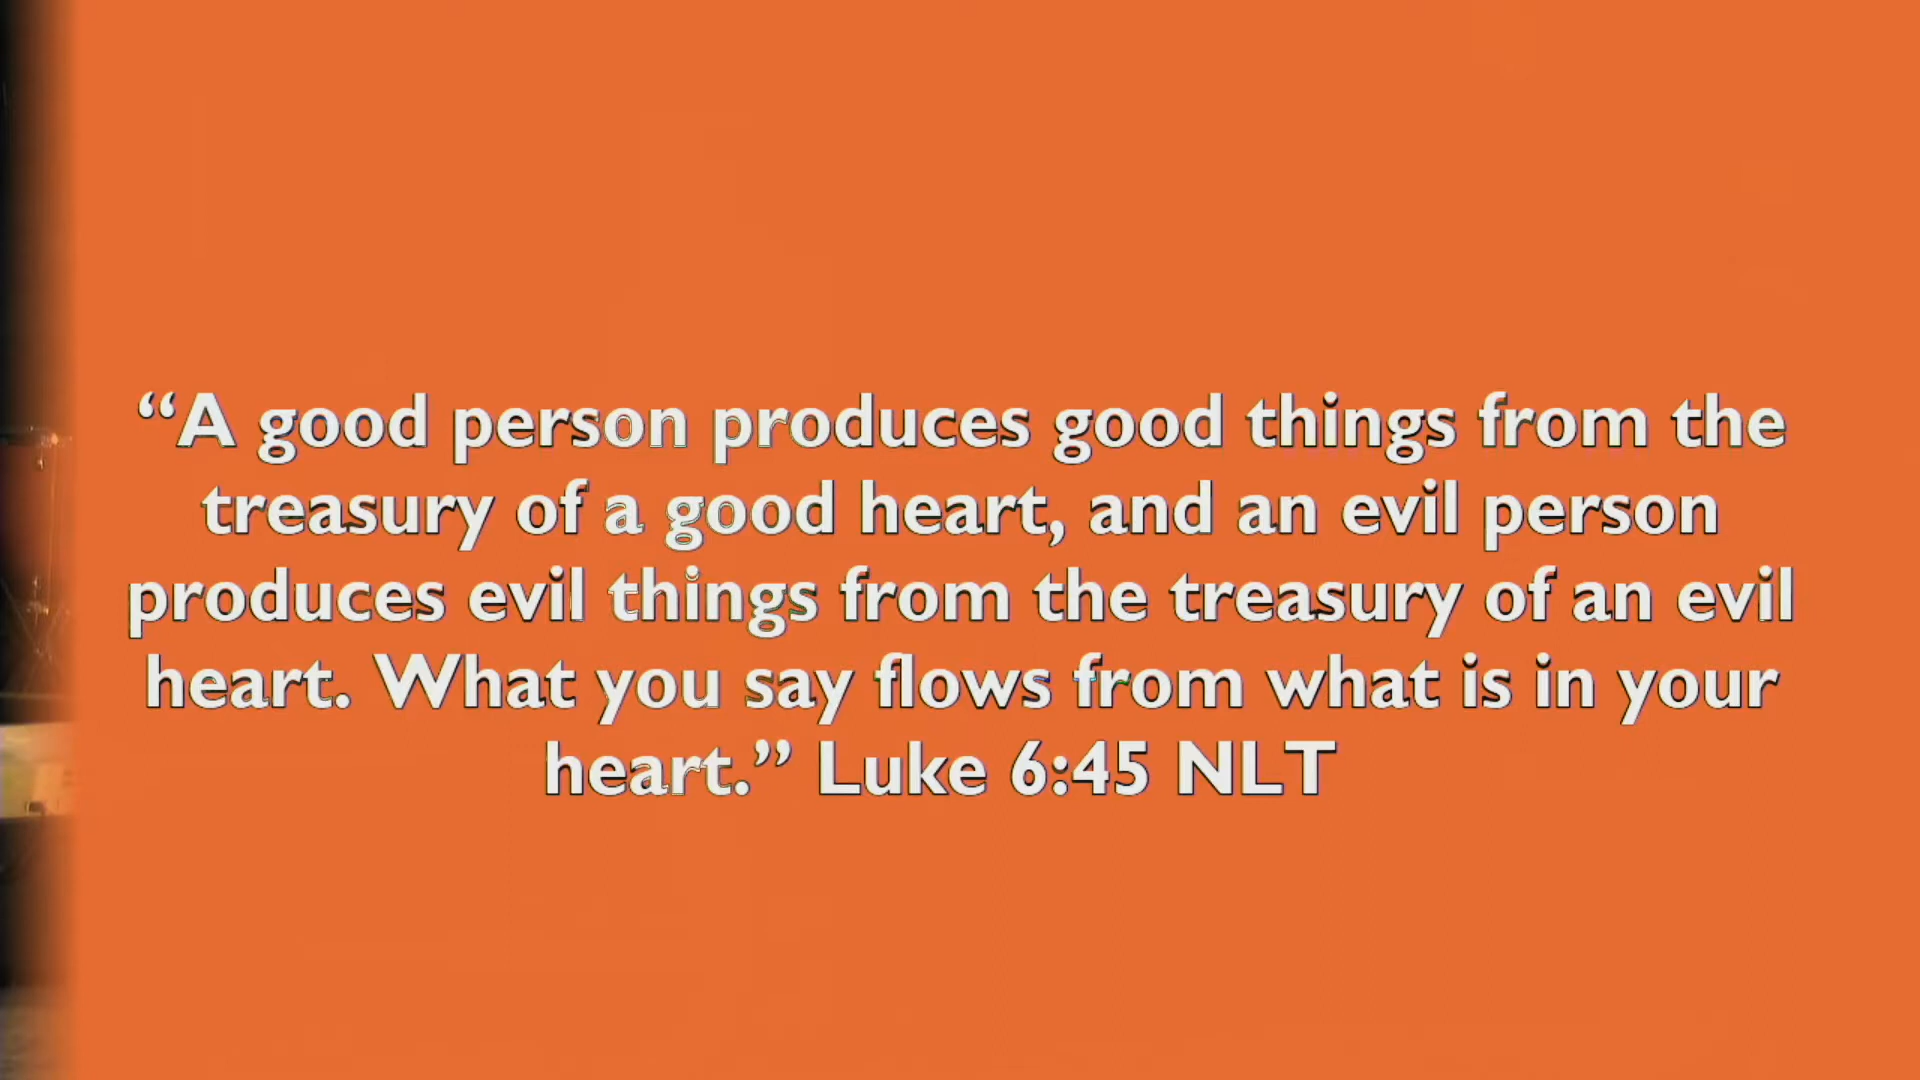 “A good person produces good things from the
treasury of a good heart, and an evil person
produces evil things from the treasury of an evil
heart. What you say flows from what is in your
heart.” Luke 6:45 NLT